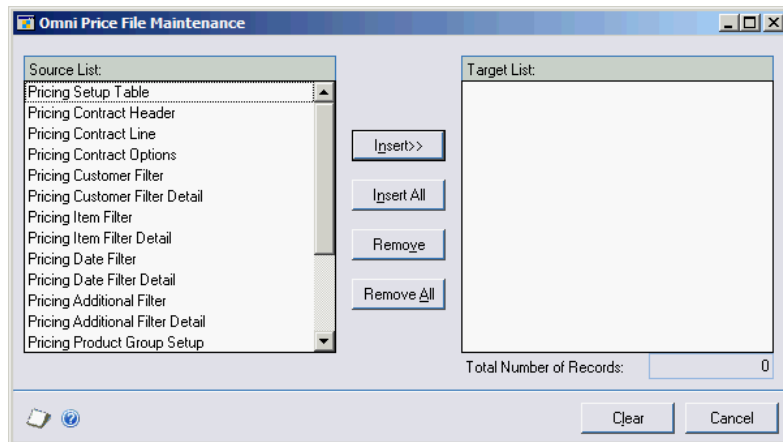 Omni Price File Maintenance
Source List:
Target List:
Pricing Setup Table
Pricing Contract Header
Pricing Contract Line
Pricing Contract Options
Pricing Customer Filter
Pricing Customer Filter Detail
Pricing Item Filter
Pricing Item Filter Detail
Pricing Date Filter
Pricing Date Filter Detail
Pricing Additional Filter
Pricing Additional Filter Detail
Pricing Product Group Setup
Insert>>
Insert All
Remove
Remove All
Total Number of Records: 0
Clear
Cancel